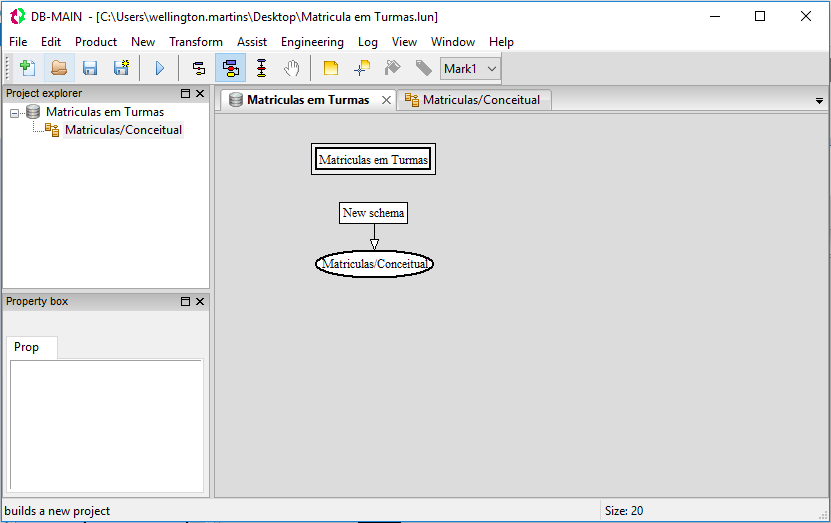 DB-MAIN - [C:\Users\wellington.martins\Desktop\Matricula em Turmas.lun]
File Edit Product New Transform Assist Engineering Log View Window Help
Mark1
Project explorer
Matriculas em Turmas
Matriculas/Conceitual
Property box
Prop
Matriculas em Turmas
Matriculas/Conceitual
Matriculas em Turmas
New schema
Matriculas/Conceitual
builds a new project
Size: 20